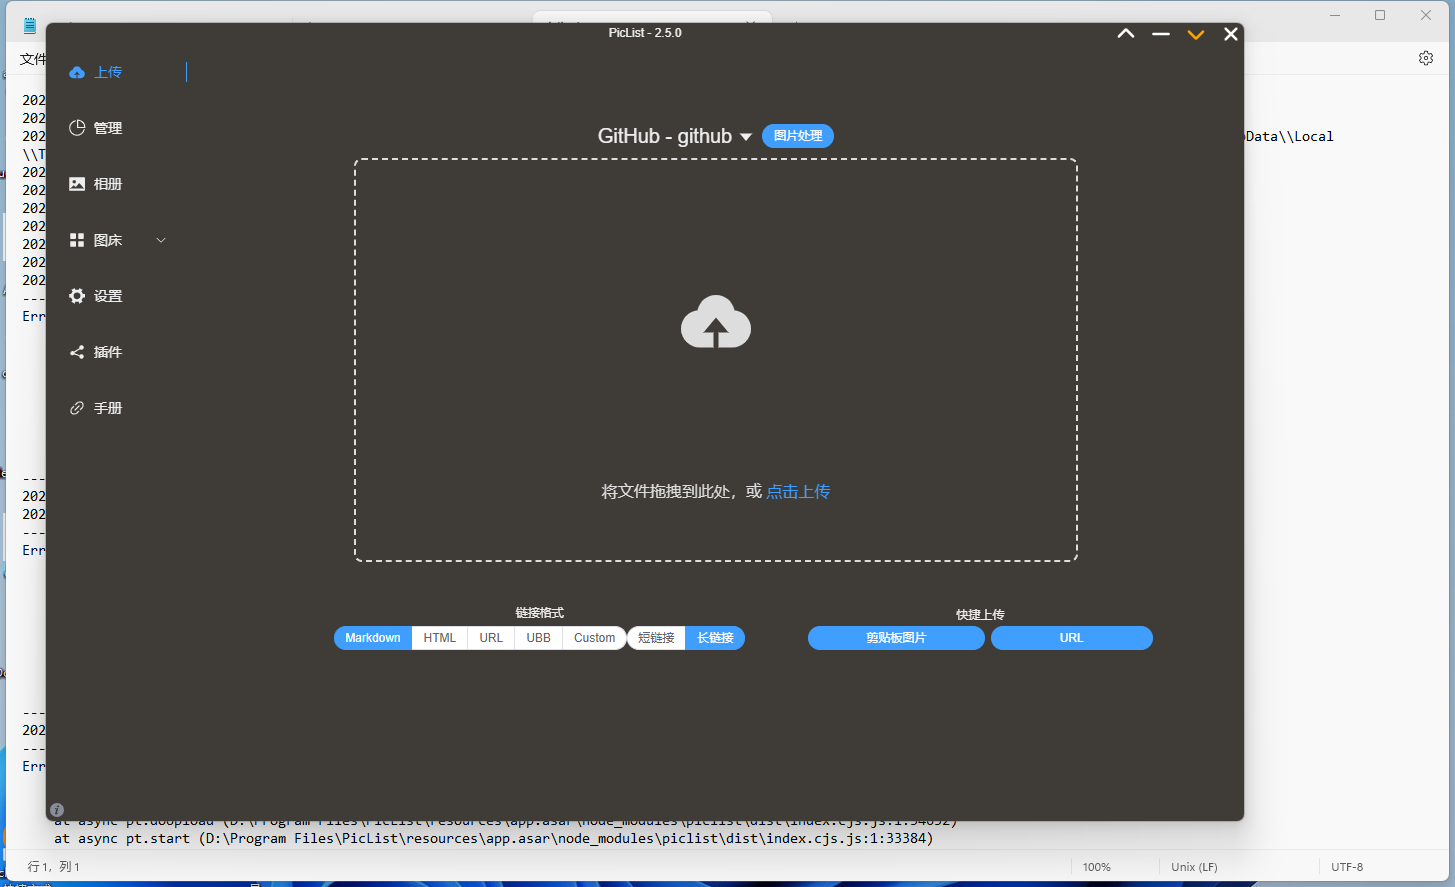 PicList - 2.5.0
文件
上传
管理
相册
图床
设置
插件
手册
GitHub - github
图片处理
将文件拖拽到此处，或 点击上传
链接格式
Markdown
HTML
URL
UBB
Custom
短链接
长链接
快捷上传
剪贴板图片
URL
202
202
202
Data\\Local
\\T
202
202
202
202
202
202
202
---
Err
---
202
202
---
Err
---
202
---
Err
at async pt.start (D:\Program Files\PicList\resources\app.asar\node_modules\piclist\dist\index.cjs.js:1:33384)
行 1，列 1
100%
Unix (LF)
UTF-8